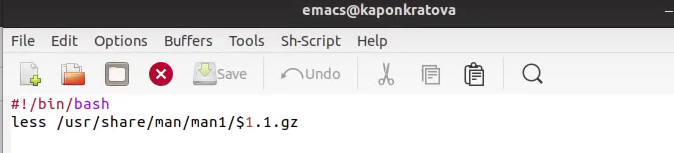 emacs@kaponkratova
File Edit Options Buffers Tools Sh-Script Help
Save Undo
#!/bin/bash
less /usr/share/man/man1/$1.1.gz